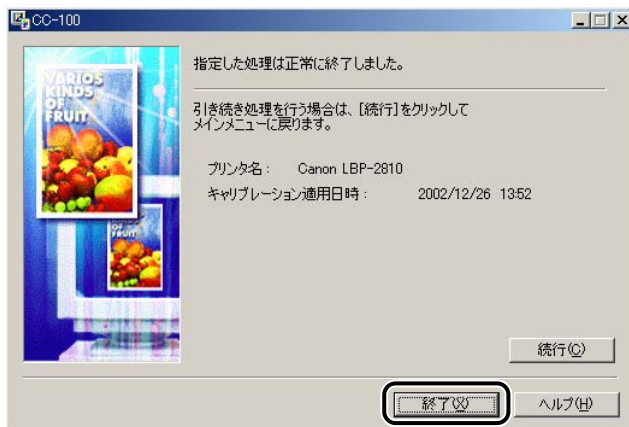 CC-100
VARIOS
KINDS
OF
FRUIT
指定した処理は正常に終了しました。
引き続き処理を行う場合は、[続行]をクリックして
メインメニューに戻ります。
プリンタ名： Canon LBP-2810
キャリブレーション適用日時： 2002/12/26 13:52
続行(C)
終了(X)
ヘルプ(H)